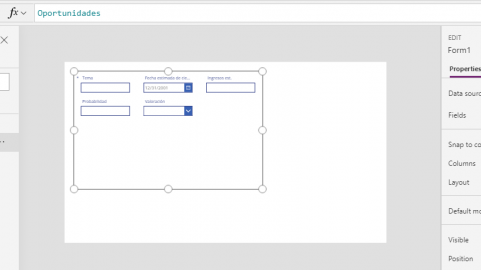 fx Oportunidades
EDIT
Form1
Properties
Data sourc
Fields
Snap to co
Columns
Layout
Default mo
Visible
Position
* Tema
Fecha estimada de
Ingresos est.
12/31/2001
Probabilidad
Valoración